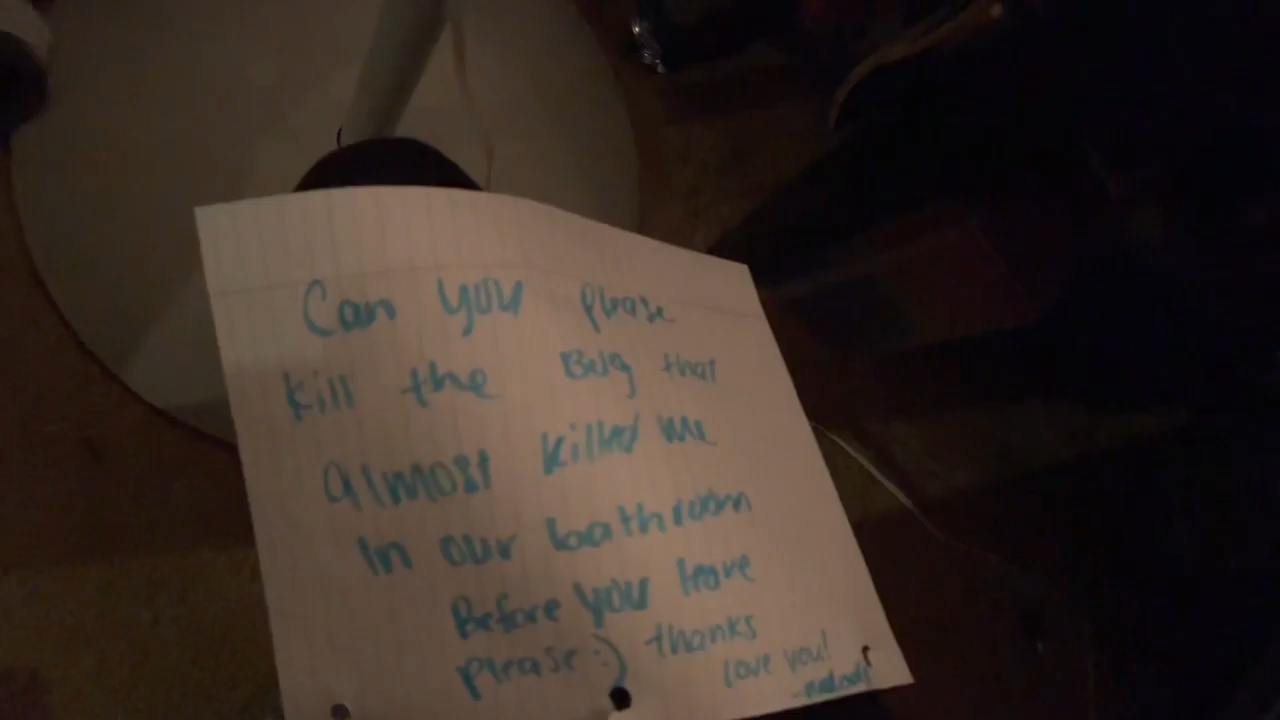 Can you please
kill the Bug that
almost killed me
In our bathroom
Before you leave
please :) thanks
love you!